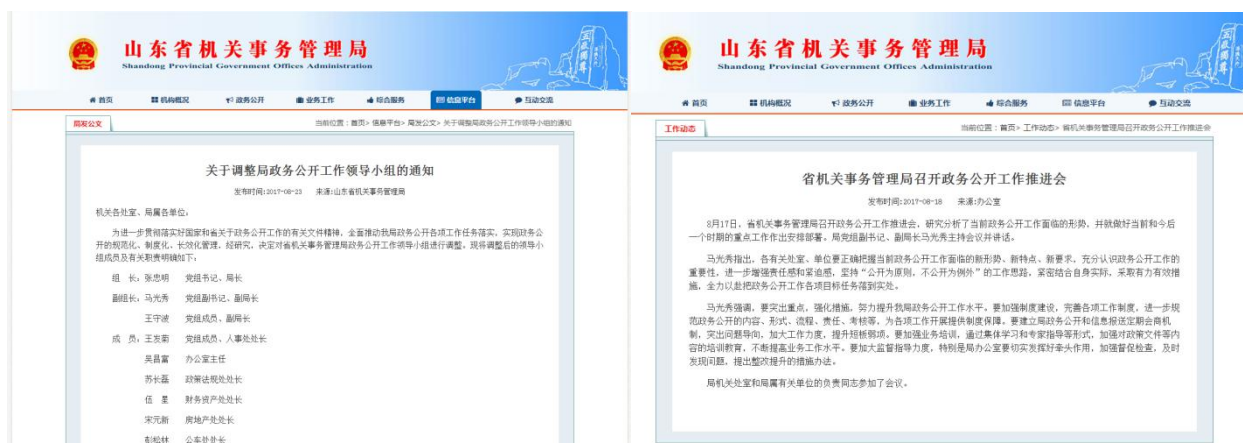 山东省机关事务管理局
Shandong Provincial Government Offices Administration
首页 机构概况 政务公开 业务工作 综合服务 信息平台 互动交流
局发公文
当前位置：首页> 信息平台> 局发公文> 关于调整局政务公开工作领导小组的通知
关于调整局政务公开工作领导小组的通知
发布时间:2017-08-23 来源:山东省机关事务管理局
机关各处室、局属各单位：
为进一步贯彻落实好国家和省关于政务公开工作的有关文件精神，全面推动我局政务公开各项工作任务落实，实现政务公
开的规范化、制度化、长效化管理，经研究，决定对省机关事务管理局政务公开工作领导小组进行调整。现将调整后的领导小
组成员及有关职责明确如下：
组 长：张忠明 党组书记、局长
副组长：马光秀 党组副书记、副局长
王守波 党组成员、副局长
成 员：王友南 党组成员、人事处处长
吴昌富 办公室主任
苏长磊 政策法规处处长
伍 星 财务资产处处长
宋元新 房地产处处长
彭松林 公车处处长
山东省机关事务管理局
Shandong Provincial Government Offices Administration
首页 机构概况 政务公开 业务工作 综合服务 信息平台 互动交流
工作动态
当前位置：首页> 工作动态> 省机关事务管理局召开政务公开工作推进会
省机关事务管理局召开政务公开工作推进会
发布时间:2017-08-18 来源:办公室
8月17日，省机关事务管理局召开政务公开工作推进会，研究分析了当前政务公开工作面临的形势，并就做好当前和今后
一个时期的重点工作作出安排部署。局党组副书记、副局长马光秀主持会议并讲话。
马光秀指出，各有关处室、单位要正确把握当前政务公开工作面临的新形势、新特点、新要求，充分认识政务公开工作的
重要性，进一步增强责任感和紧迫感，坚持“公开为原则，不公开为例外”的工作思路，紧密结合自身实际，采取有力有效措
施，全力以赴把政务公开工作各项目标任务落到实处。
马光秀强调，要突出重点，强化措施，努力提升我局政务公开工作水平。要加强制度建设，完善各项工作制度，进一步规
范政务公开的内容、形式、流程、责任、考核等，为各项工作开展提供制度保障。要建立局政务公开和信息报送定期会商机
制，突出问题导向，加大工作力度，提升短板弱项。要加强业务培训，通过集体学习和专家指导等形式，加强对政策文件等内
容的培训教育，不断提高业务工作水平。要加大监督指导力度，特别是局办公室要切实发挥好牵头作用，加强督促检查，及时
发现问题，提出整改提升的措施办法。
局机关处室和局属有关单位的负责同志参加了会议。